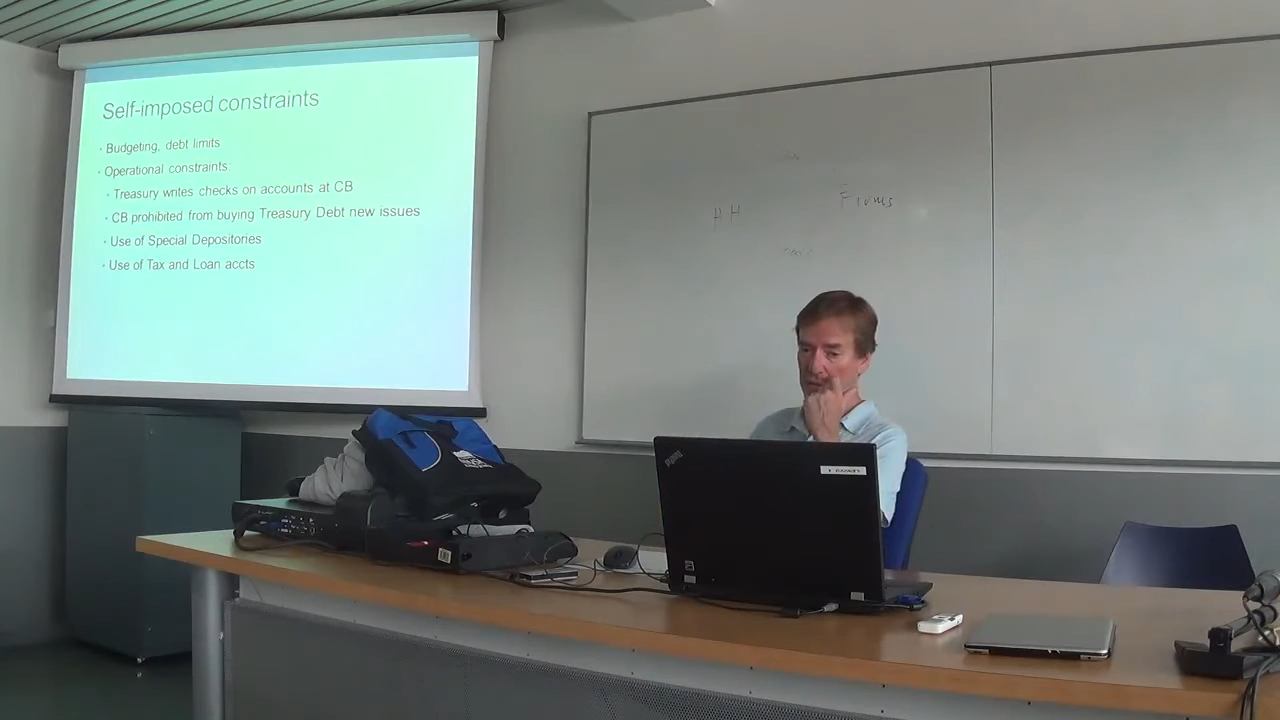 Self-imposed constraints
• Budgeting, debt limits
• Operational constraints:
• Treasury writes checks on accounts at CB
• CB prohibited from buying Treasury Debt new issues
• Use of Special Depositories
• Use of Tax and Loan accts
HH
Firms
ThinkPad